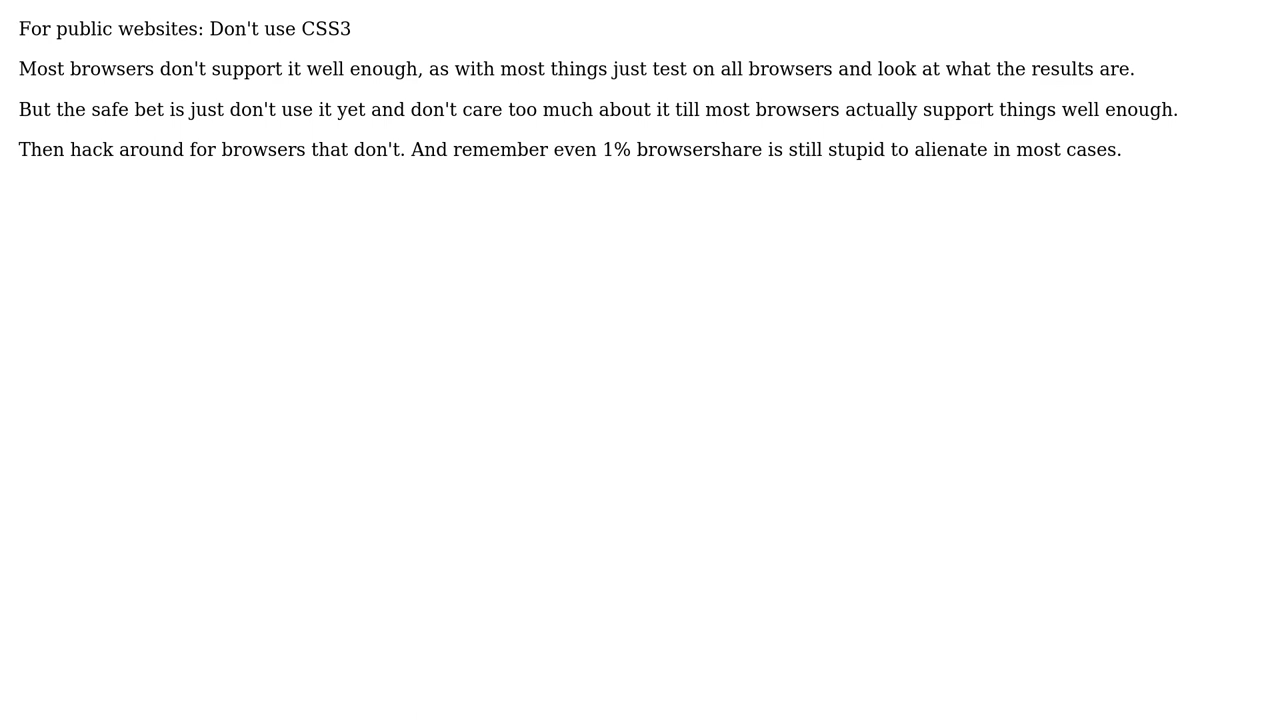 For public websites: Don't use CSS3
Most browsers don't support it well enough, as with most things just test on all browsers and look at what the results are.
But the safe bet is just don't use it yet and don't care too much about it till most browsers actually support things well enough.
Then hack around for browsers that don't. And remember even 1% browsershare is still stupid to alienate in most cases.